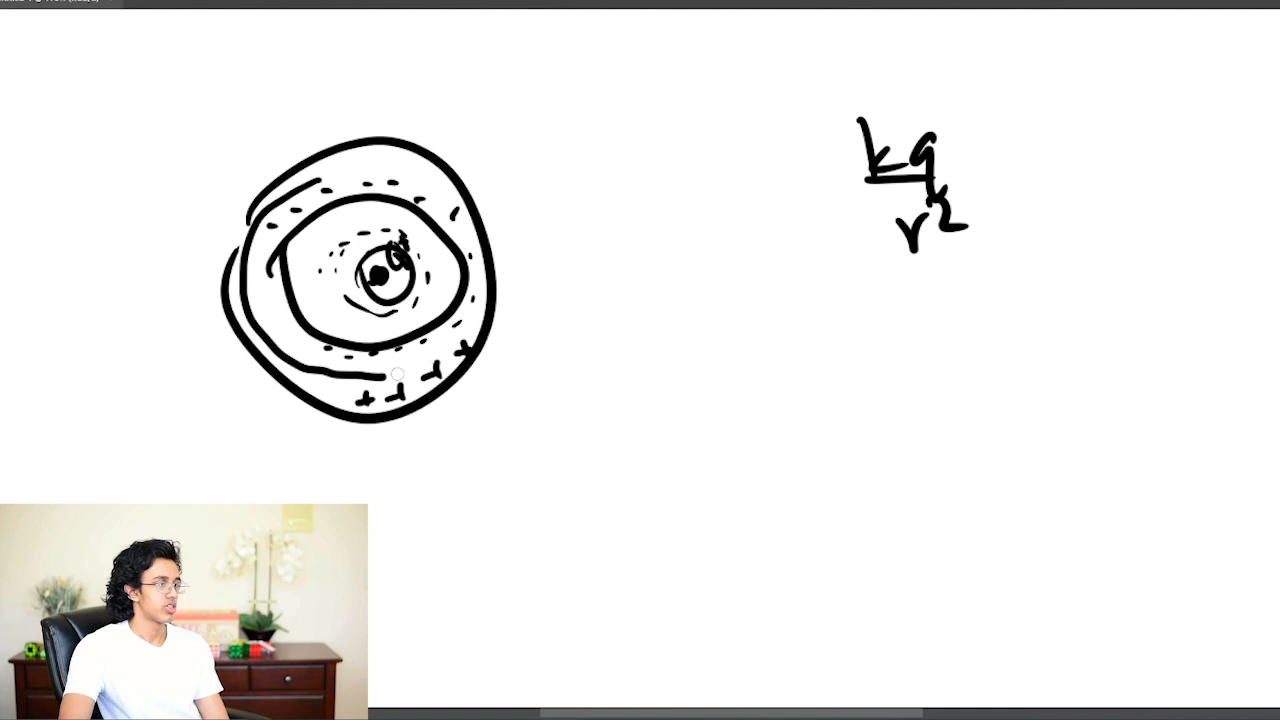 kq
r²
+ + + +